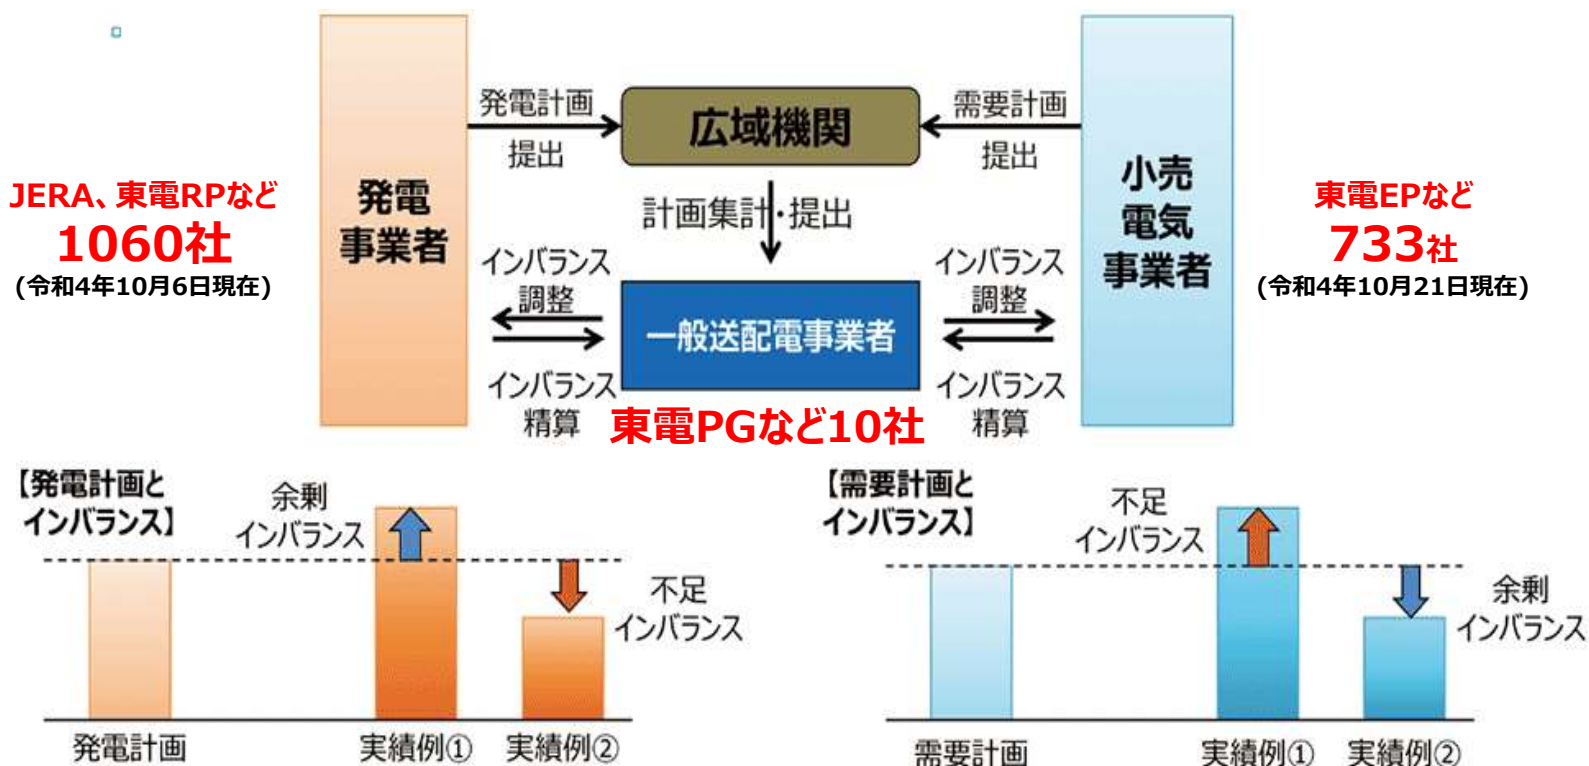 発電計画
提出
広域機関
需要計画
提出
JERA、東電RPなど
1060社
(令和4年10月6日現在)
発電
事業者
計画集計・提出
小売
電気
事業者
東電EPなど
733社
(令和4年10月21日現在)
インバランス
調整
一般送配電事業者
インバランス
調整
インバランス
精算
東電PGなど10社
インバランス
精算
【発電計画と
インバランス】
余剰
インバランス
不足
インバランス
発電計画
実績例①
実績例②
【需要計画と
インバランス】
不足
インバランス
余剰
インバランス
需要計画
実績例①
実績例②